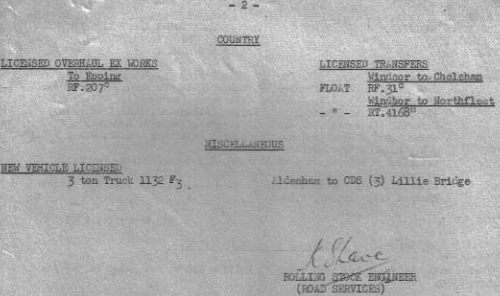 - 2 -
COUNTRY
LICENSED OVERHAUL EX WORKS
To Epping
RF.207
LICENSED TRANSFERS
Windsor to Chelsham
FLOAT RF.31
Windsor to Northfleet
- " - RT.4168
MISCELLANEOUS
NEW VEHICLE LICENSED
3 ton Truck 1132 F3 Aldenham to CDS (3) Lillie Bridge
ROLLING STOCK ENGINEER
(ROAD SERVICES)